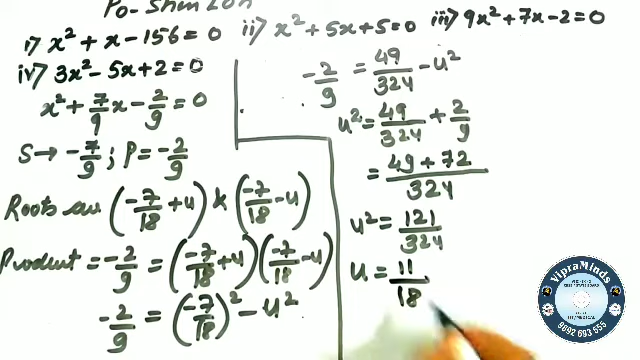 Po-Shen Loh
i) x² + x - 156 = 0 ii) x² + 5x + 5 = 0 iii) 9x² + 7x - 2 = 0
iv) 3x² - 5x + 2 = 0
x² + 7/9 x - 2/9 = 0
S → -7/9 ; P = -2/9
Roots are (-7/18 + u) & (-7/18 - u)
Product = -2/9 = (-7/18 + u)(-7/18 - u)
-2/9 = (-7/18)² - u²
-2/9 = 49/324 - u²
u² = 49/324 + 2/9
= 49 + 72/324
u² = 121/324
u = 11/18
VipraMinds
9692 693 555